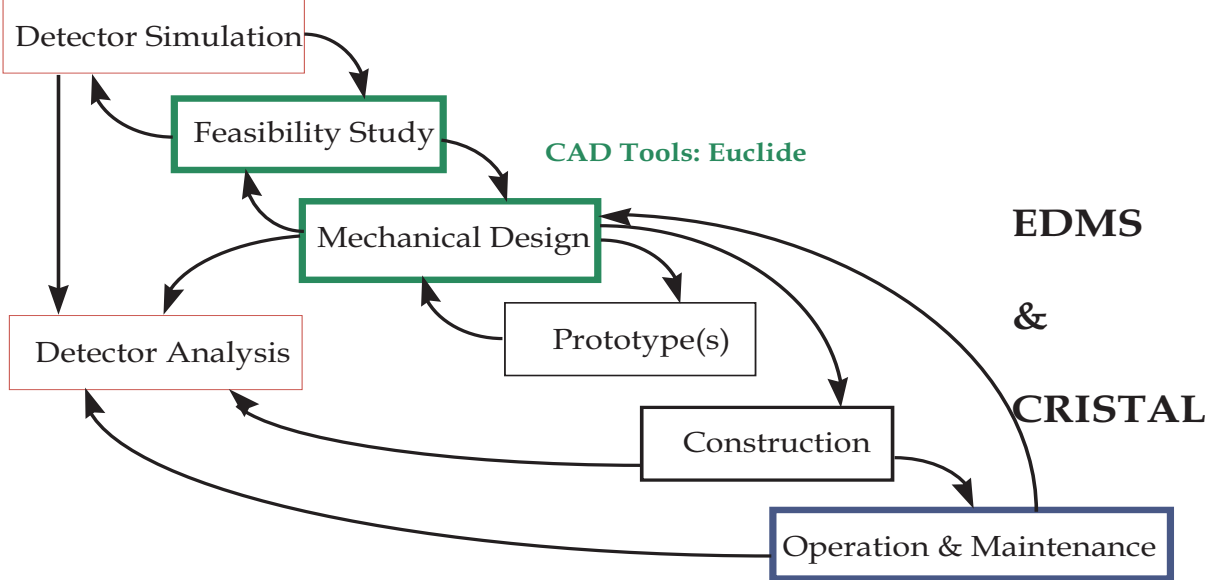 Detector Simulation
Feasibility Study
CAD Tools: Euclide
Mechanical Design
EDMS
&
CRISTAL
Prototype(s)
Detector Analysis
Construction
Operation & Maintenance